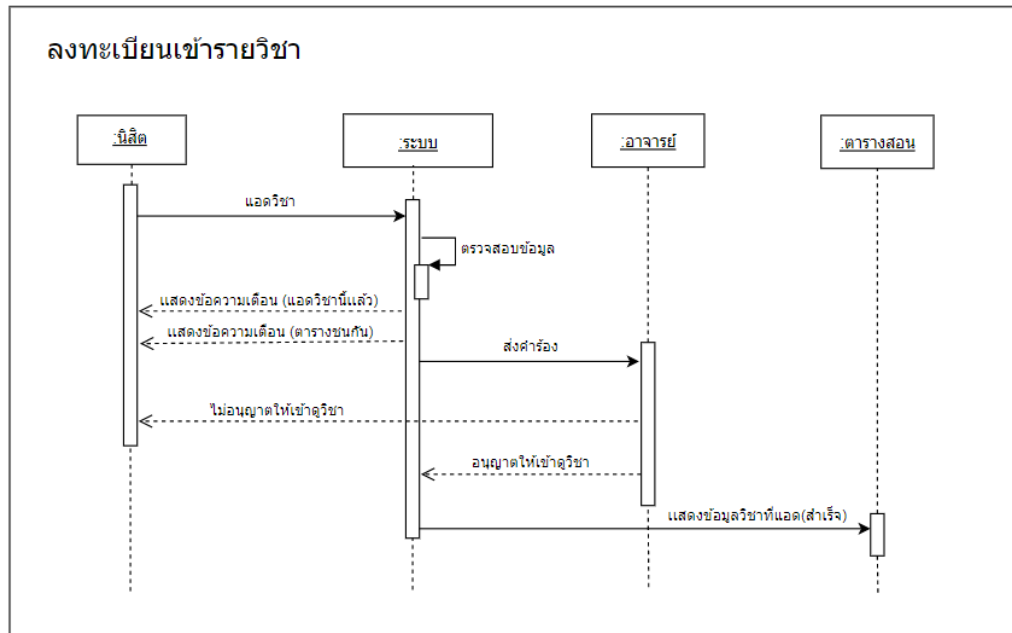 ลงทะเบียนเข้ารายวิชา
:นิสิต
:ระบบ
:อาจารย์
:ตารางสอน
แอดวิชา
ตรวจสอบข้อมูล
แสดงข้อความเตือน (แอดวิชานี้แล้ว)
แสดงข้อความเตือน (ตารางชนกัน)
ส่งคำร้อง
ไม่อนุญาตให้เข้าดูวิชา
อนุญาตให้เข้าดูวิชา
แสดงข้อมูลวิชาที่แอด(สำเร็จ)